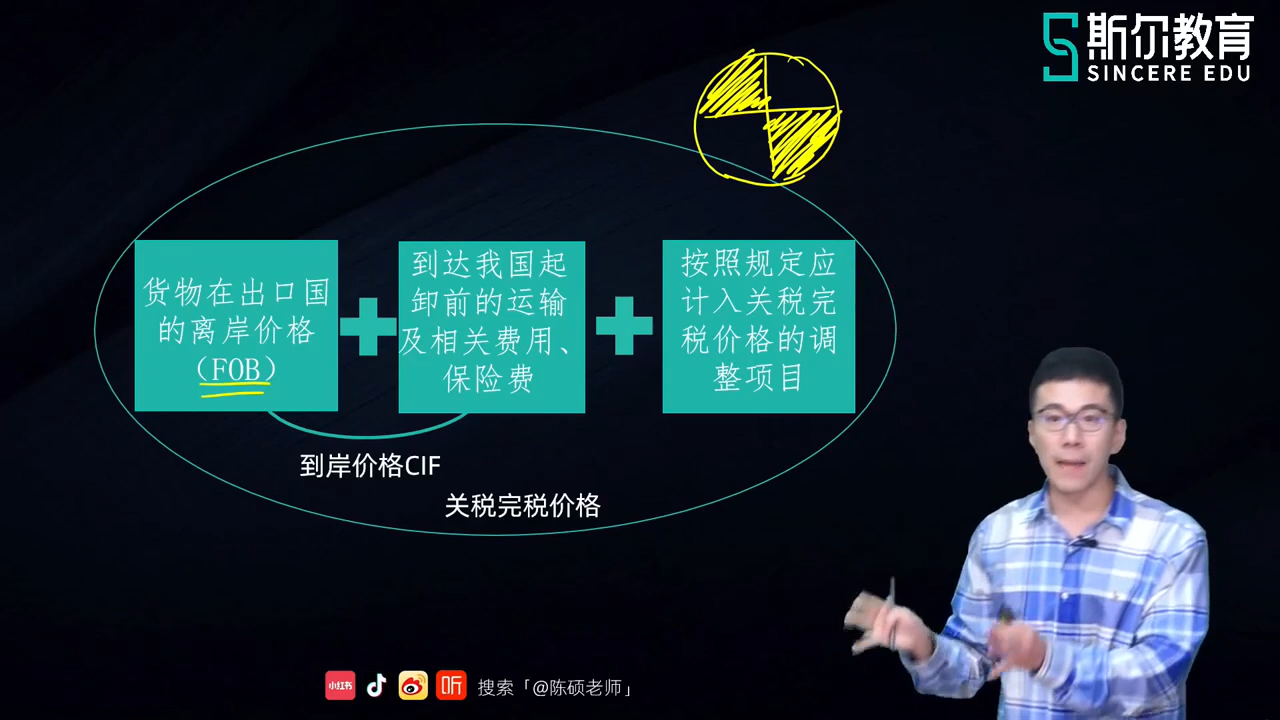 斯尔教育
SINCERE EDU
货物在出口国
的离岸价格
（FOB）
到达我国起
卸前的运输
及相关费用、
保险费
按照规定应
计入关税完
税价格的调
整项目
到岸价格CIF
关税完税价格
小红书
听
搜索「@陈硕老师」